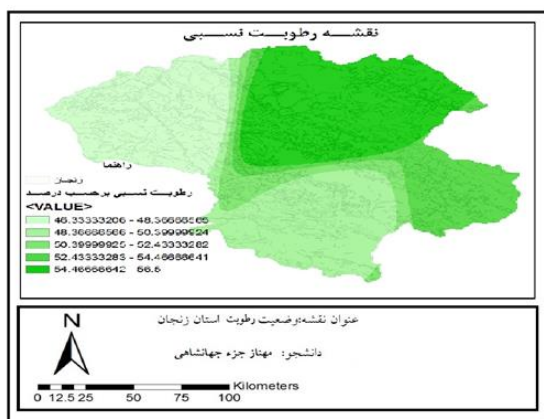 نقشه رطوبت نسبی
راهنما
زنجان
رطوبت نسبی برحسب درصد
<VALUE>
46.33333206 - 48.36666565
48.36666566 - 50.39999924
50.39999925 - 52.43333282
52.43333283 - 54.46666641
54.46666642 - 56.5
عنوان نقشه:وضعیت رطوبت استان زنجان
دانشجو: مهناز جزء جهانشاهی
N
Kilometers
0 12.5 25 50 75 100